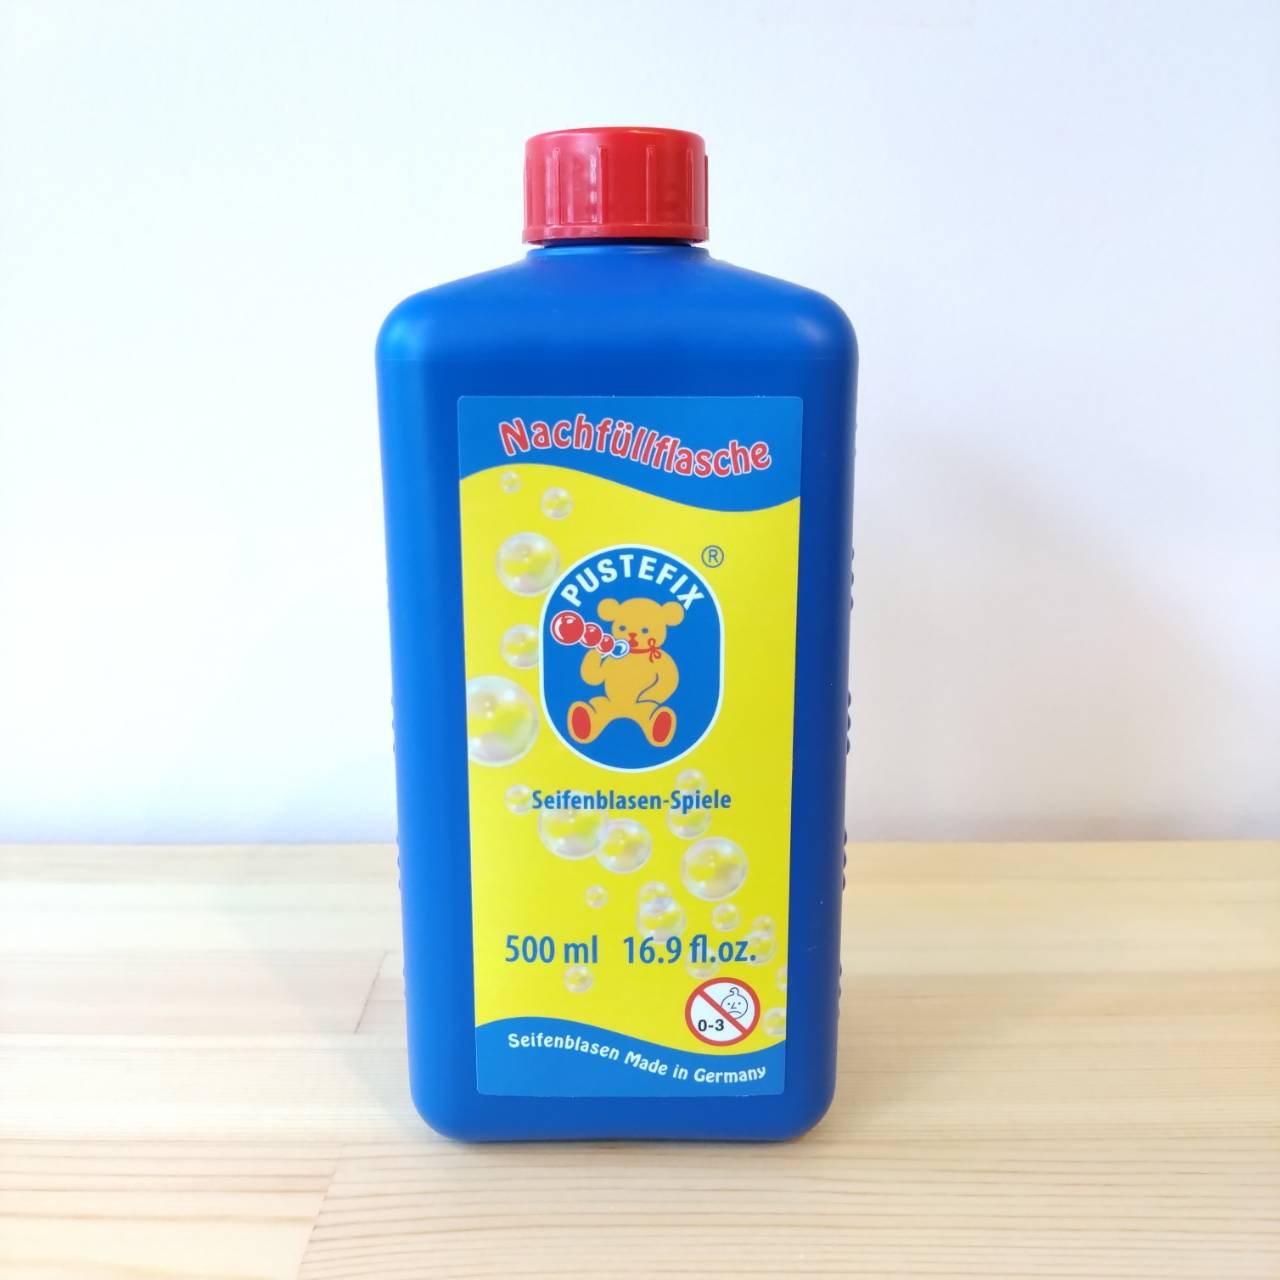 Nachfüllflasche
PUSTEFIX ®
Seifenblasen-Spiele
500 ml 16.9 fl.oz.
0-3
Seifenblasen Made in Germany